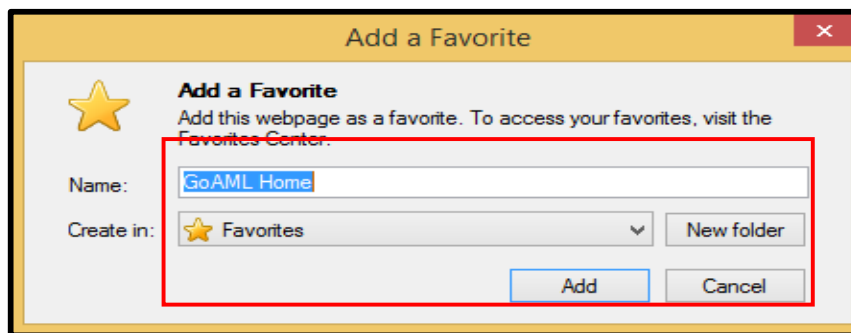 Add a Favorite
Add a Favorite
Add this webpage as a favorite. To access your favorites, visit the
Favorites Center.
Name: GoAML Home
Create in: Favorites New folder
Add Cancel